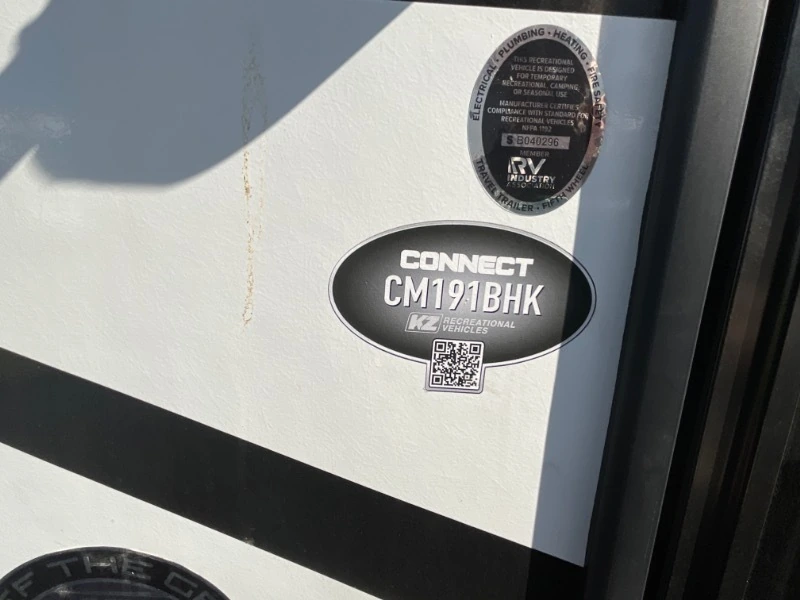 ELECTRICAL • PLUMBING • HEATING • FIRE SAFETY
THIS RECREATIONAL
VEHICLE IS DESIGNED
FOR TEMPORARY
RECREATIONAL, CAMPING,
OR SEASONAL USE
MANUFACTURER CERTIFIES
COMPLIANCE WITH STANDARD FOR
RECREATIONAL VEHICLES
NFPA 1192
S B040296
MEMBER
RV
INDUSTRY
ASSOCIATION
TRAVEL TRAILER • FIFTH WHEEL
CONNECT
CM191BHK
KZ RECREATIONAL
VEHICLES
FF THE